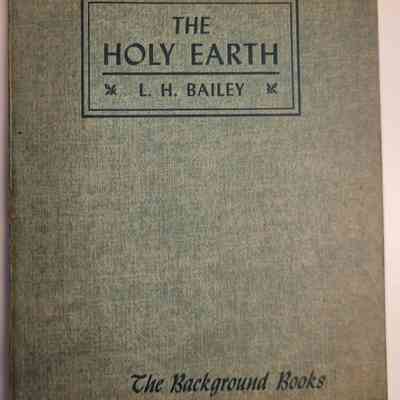 THE
HOLY EARTH
L. H. BAILEY
The Background Books